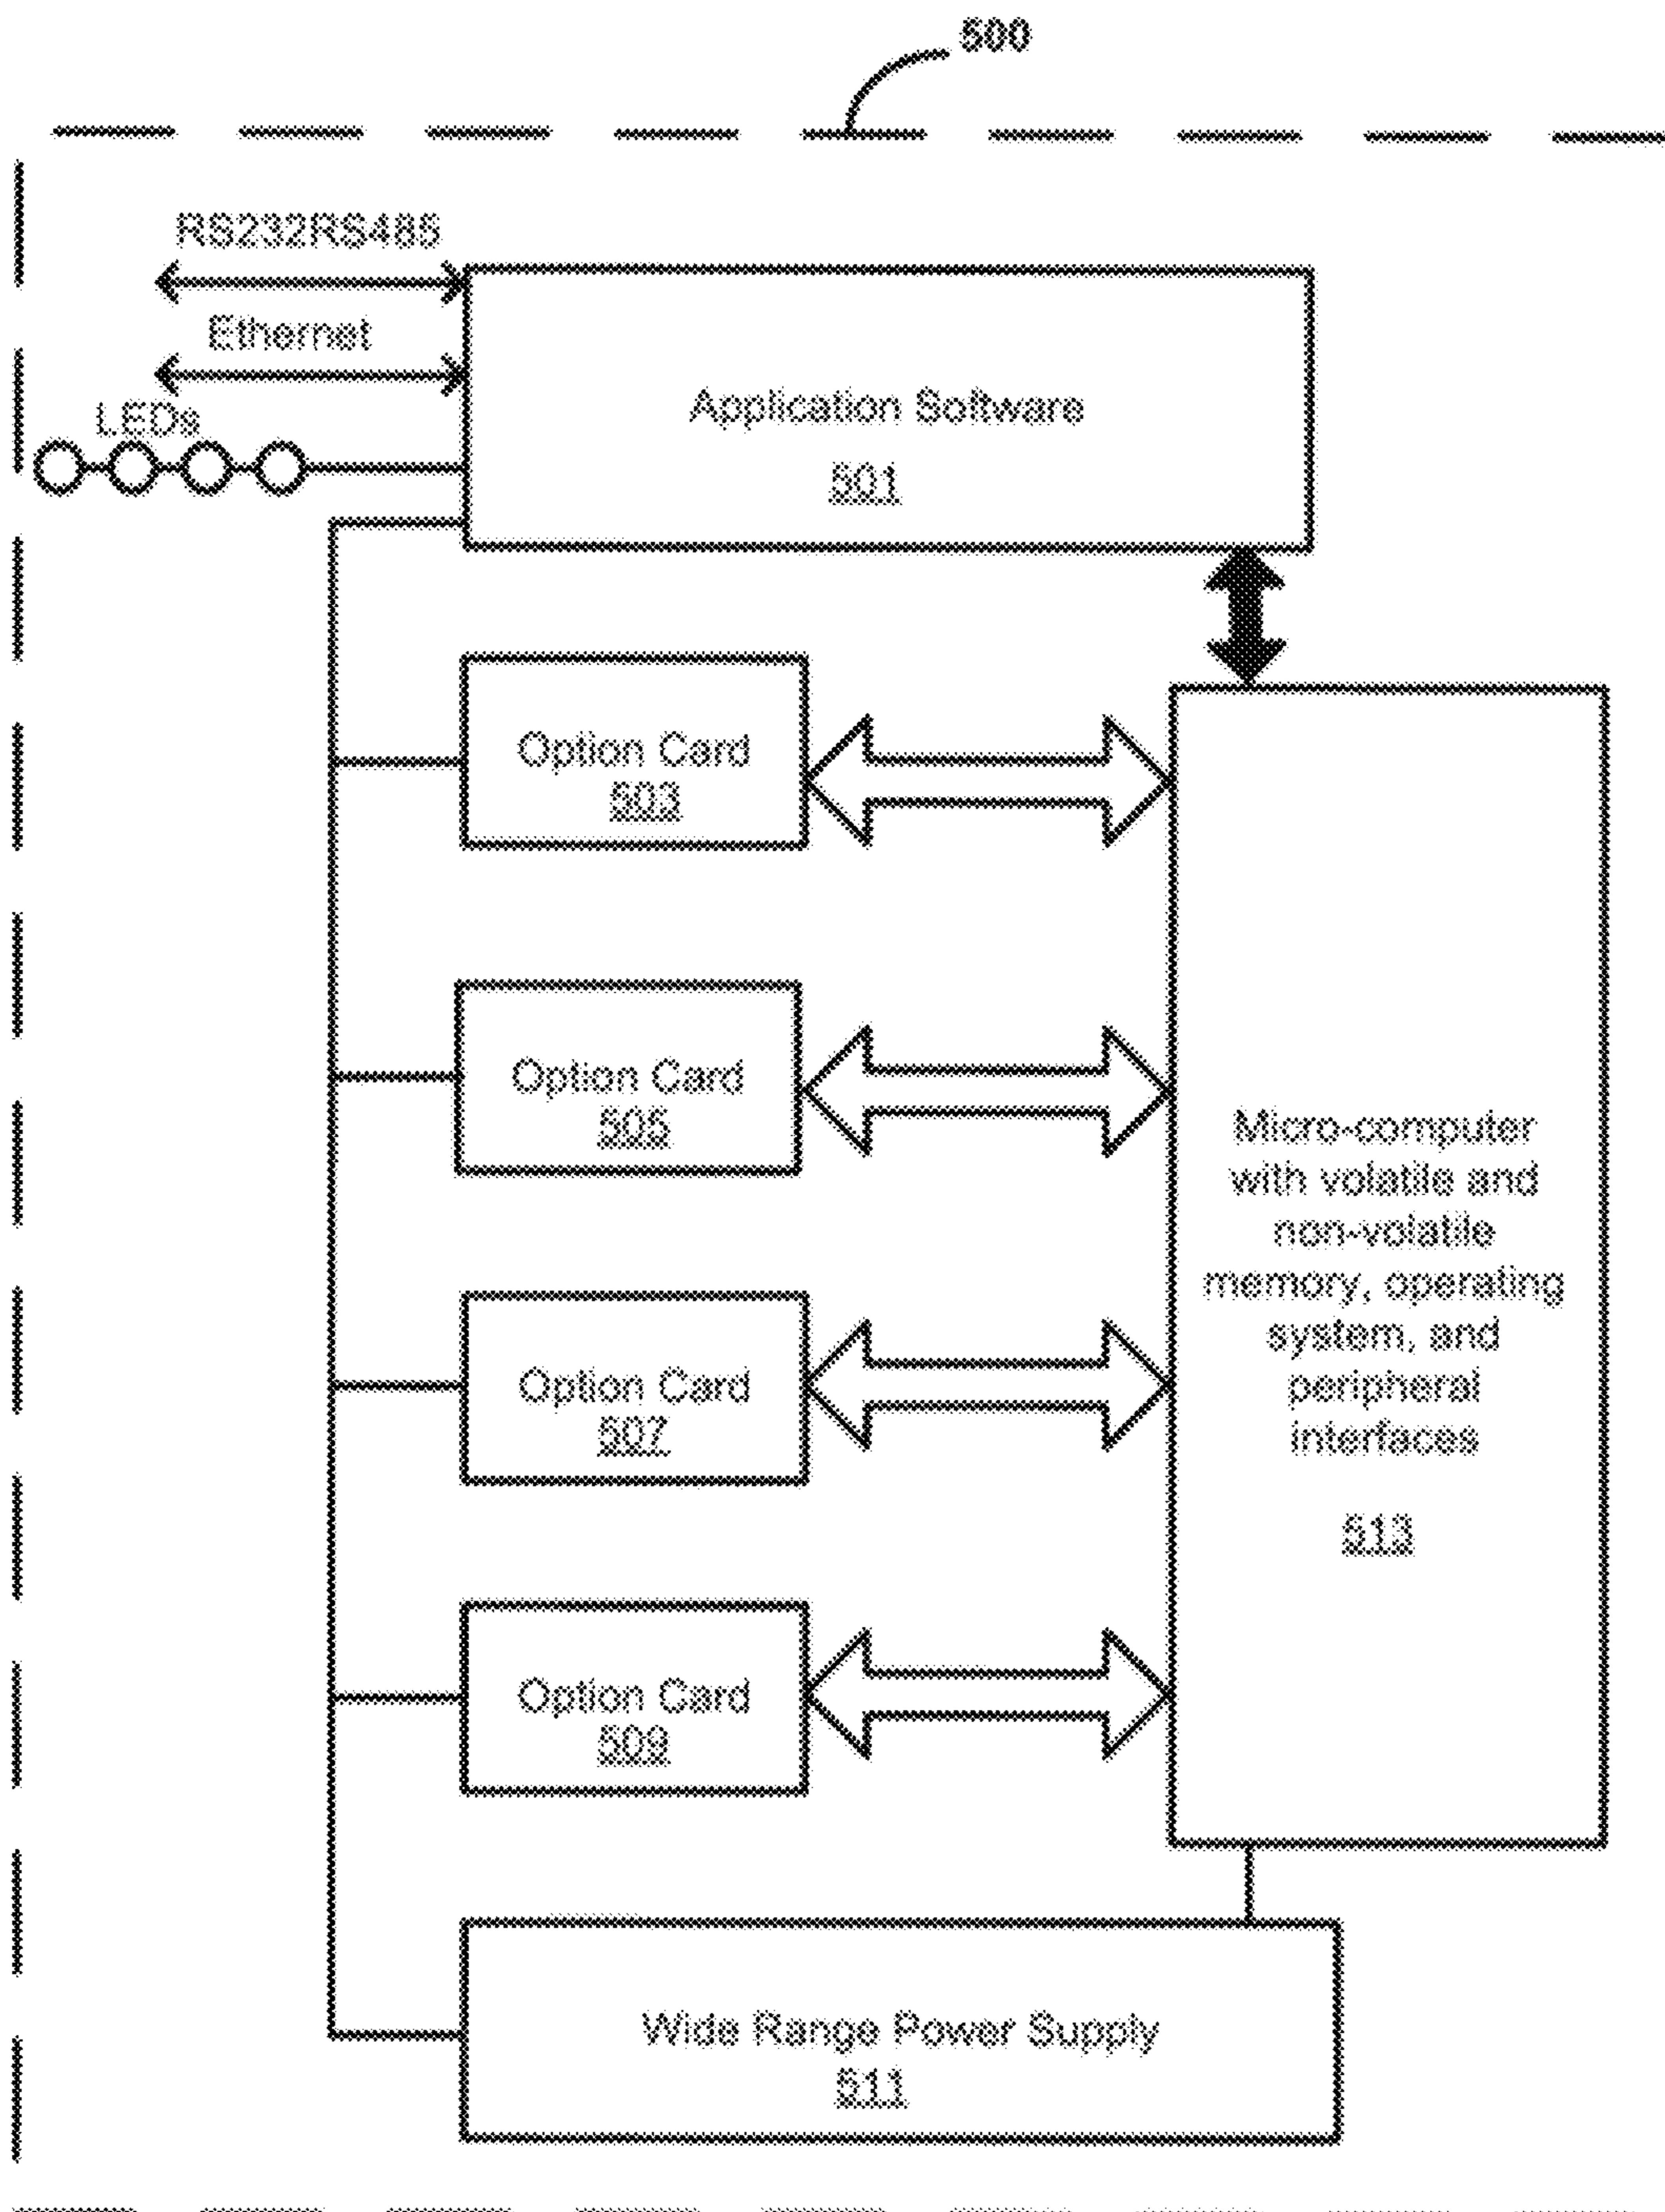 500
RS232RS485
Ethernet
LEDs
Application Software
501
Option Card
503
Option Card
505
Option Card
507
Option Card
509
Micro-computer
with volatile and
non-volatile
memory, operating
system, and
peripheral
interfaces
513
Wide Range Power Supply
511